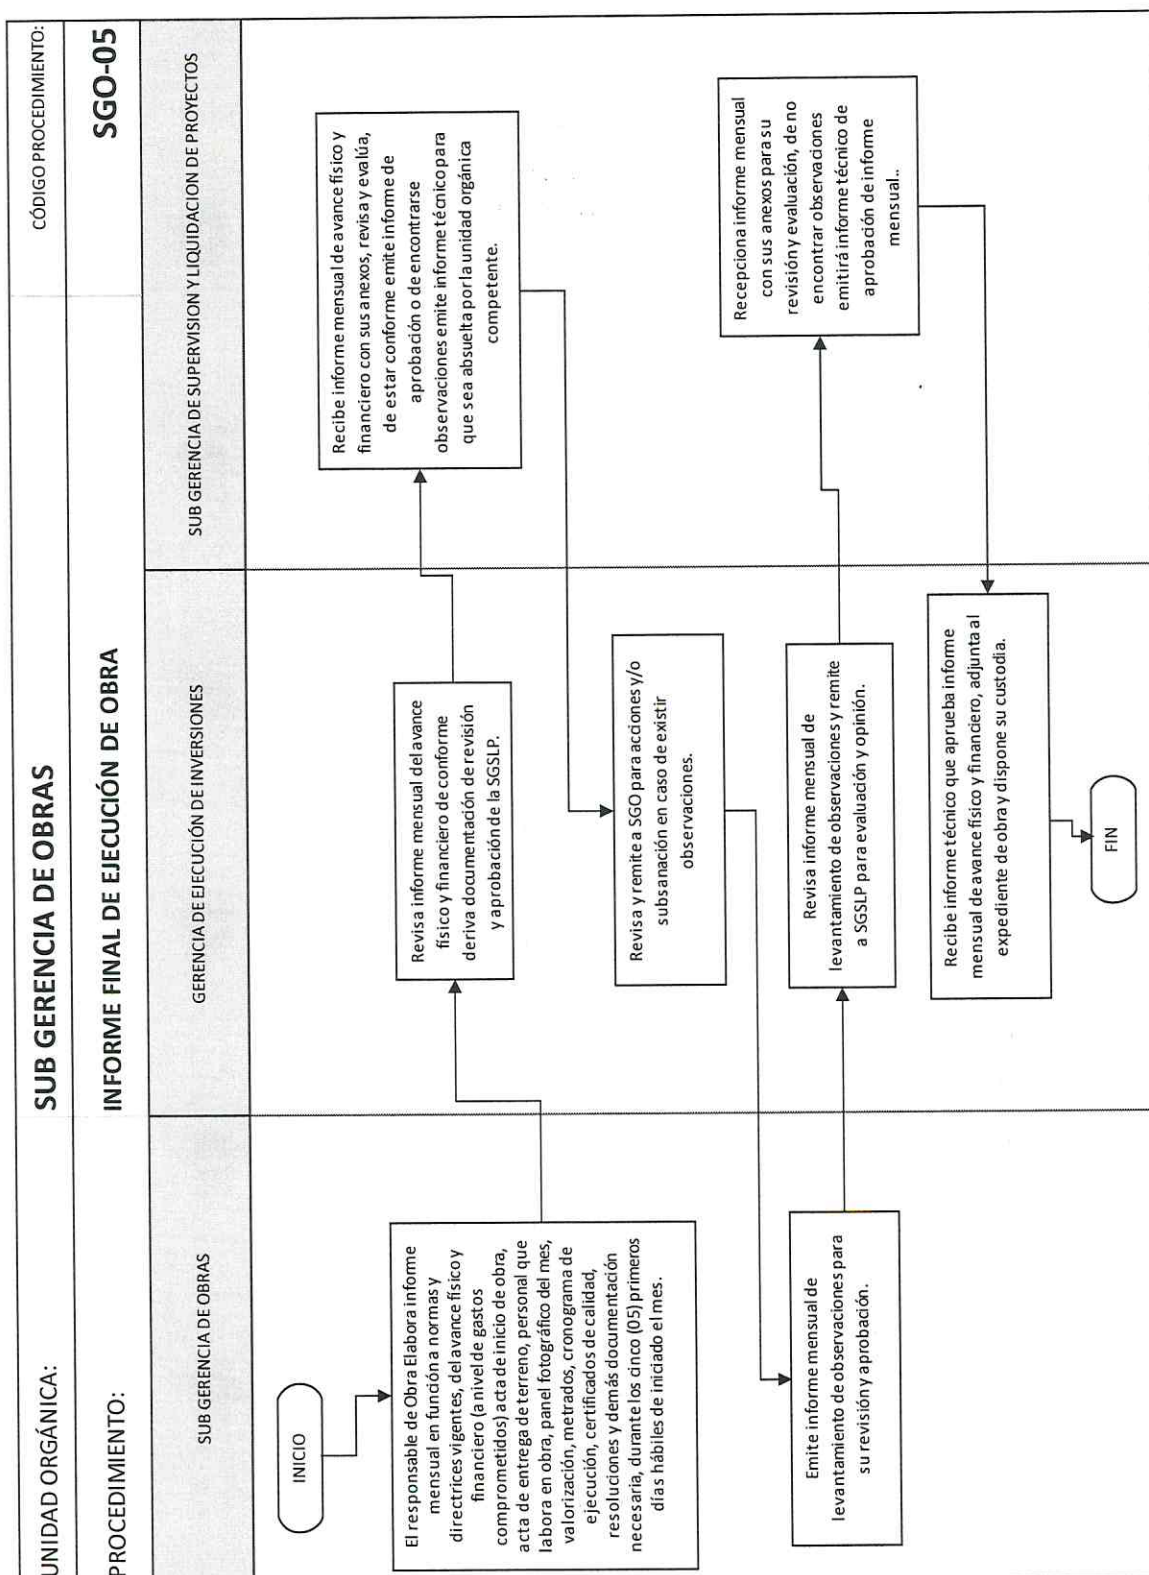 UNIDAD ORGÁNICA:
SUB GERENCIA DE OBRAS
CÓDIGO PROCEDIMIENTO:
PROCEDIMIENTO:
INFORME FINAL DE EJECUCIÓN DE OBRA
SGO-05
SUB GERENCIA DE OBRAS
GERENCIA DE EJECUCIÓN DE INVERSIONES
SUB GERENCIA DE SUPERVISION Y LIQUIDACION DE PROYECTOS
INICIO
El responsable de Obra Elabora informe
mensual en función a normas y
directrices vigentes, del avance físico y
financiero (a nivel de gastos
comprometidos) acta de inicio de obra,
acta de entrega de terreno, personal que
labora en obra, panel fotográfico del mes,
valorización, metrados, cronograma de
ejecución, certificados de calidad,
resoluciones y demás documentación
necesaria, durante los cinco (05) primeros
días hábiles de iniciado el mes.
Revisa informe mensual del avance
físico y financiero de conforme
deriva documentación de revisión
y aprobación de la SGSLP.
Recibe informe mensual de avance físico y
financiero con sus anexos, revisa y evalúa,
de estar conforme emite informe de
aprobación o de encontrarse
observaciones emite informe técnico para
que sea absuelta por la unidad orgánica
competente.
Revisa y remite a SGO para acciones y/o
subsanación en caso de existir
observaciones.
Emite informe mensual de
levantamiento de observaciones para
su revisión y aprobación.
Revisa informe mensual de
levantamiento de observaciones y remite
a SGSLP para evaluación y opinión.
Recepciona informe mensual
con sus anexos para su
revisión y evaluación, de no
encontrar observaciones
emitirá informe técnico de
aprobación de informe
mensual..
Recibe informe técnico que aprueba informe
mensual de avance físico y financiero, adjunta al
expediente de obra y dispone su custodia.
FIN